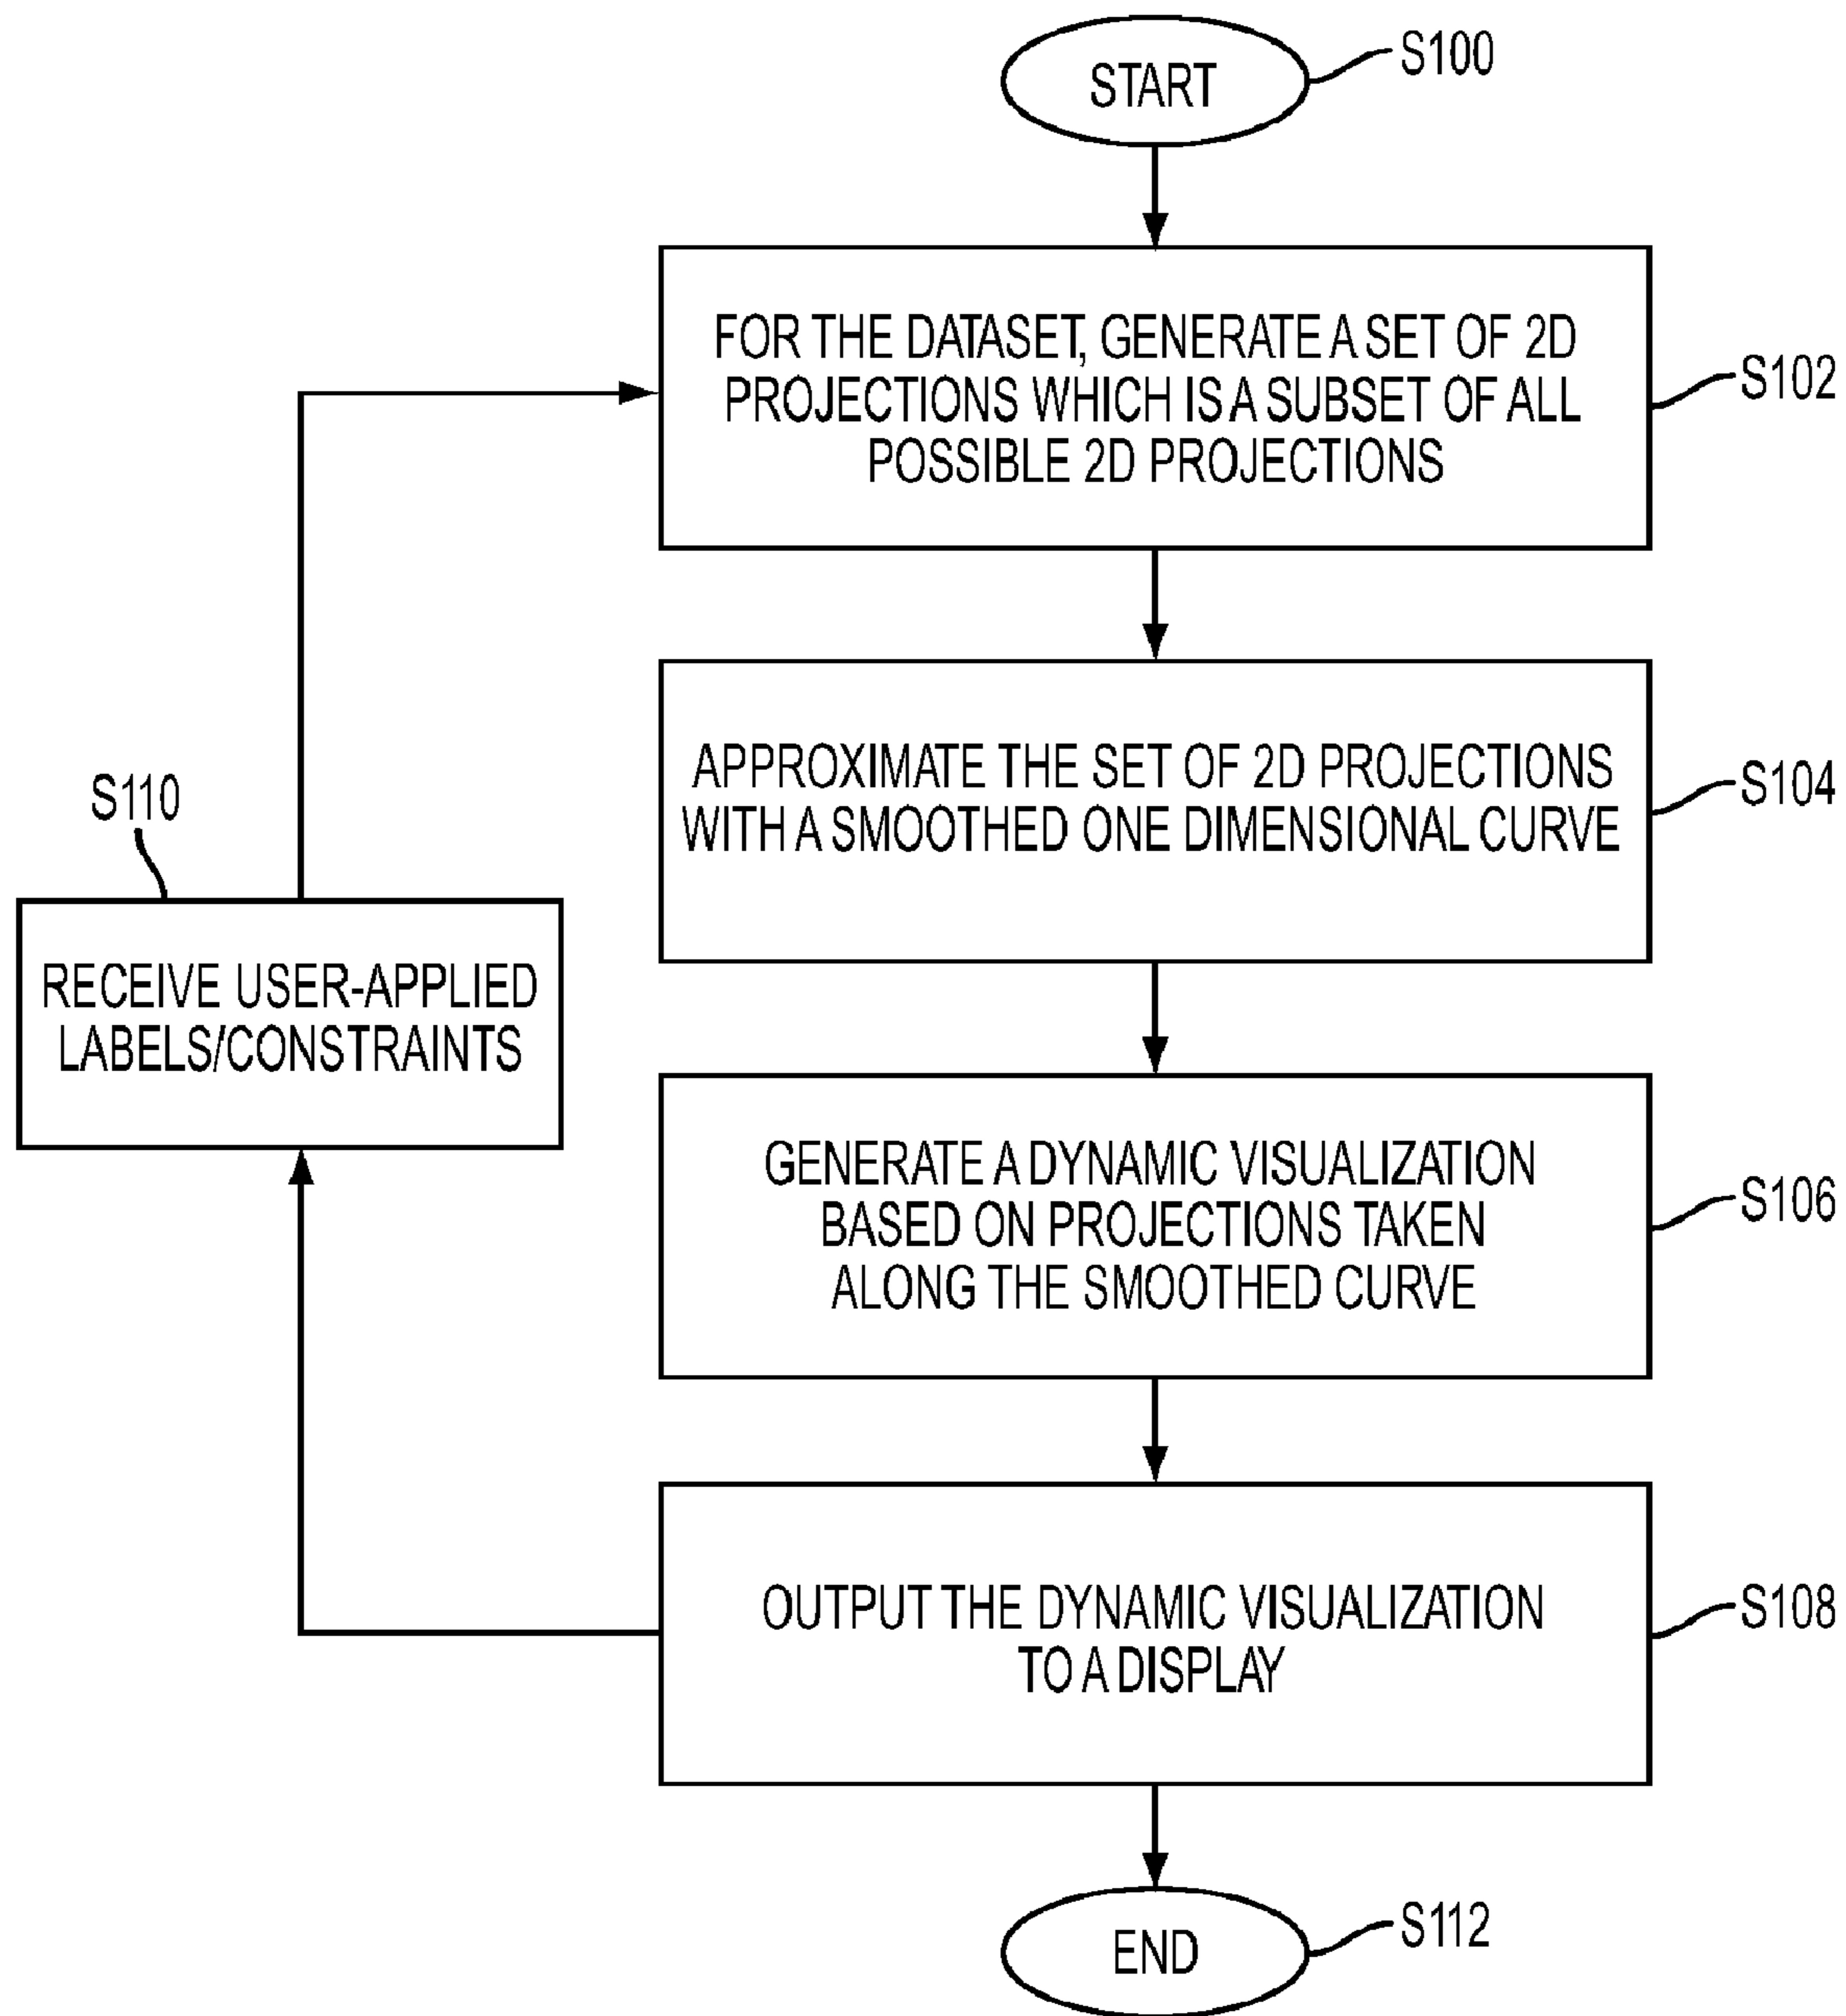 START
S100
FOR THE DATASET, GENERATE A SET OF 2D
PROJECTIONS WHICH IS A SUBSET OF ALL
POSSIBLE 2D PROJECTIONS
S102
APPROXIMATE THE SET OF 2D PROJECTIONS
WITH A SMOOTHED ONE DIMENSIONAL CURVE
S104
S110
RECEIVE USER-APPLIED
LABELS/CONSTRAINTS
GENERATE A DYNAMIC VISUALIZATION
BASED ON PROJECTIONS TAKEN
ALONG THE SMOOTHED CURVE
S106
OUTPUT THE DYNAMIC VISUALIZATION
TO A DISPLAY
S108
END
S112